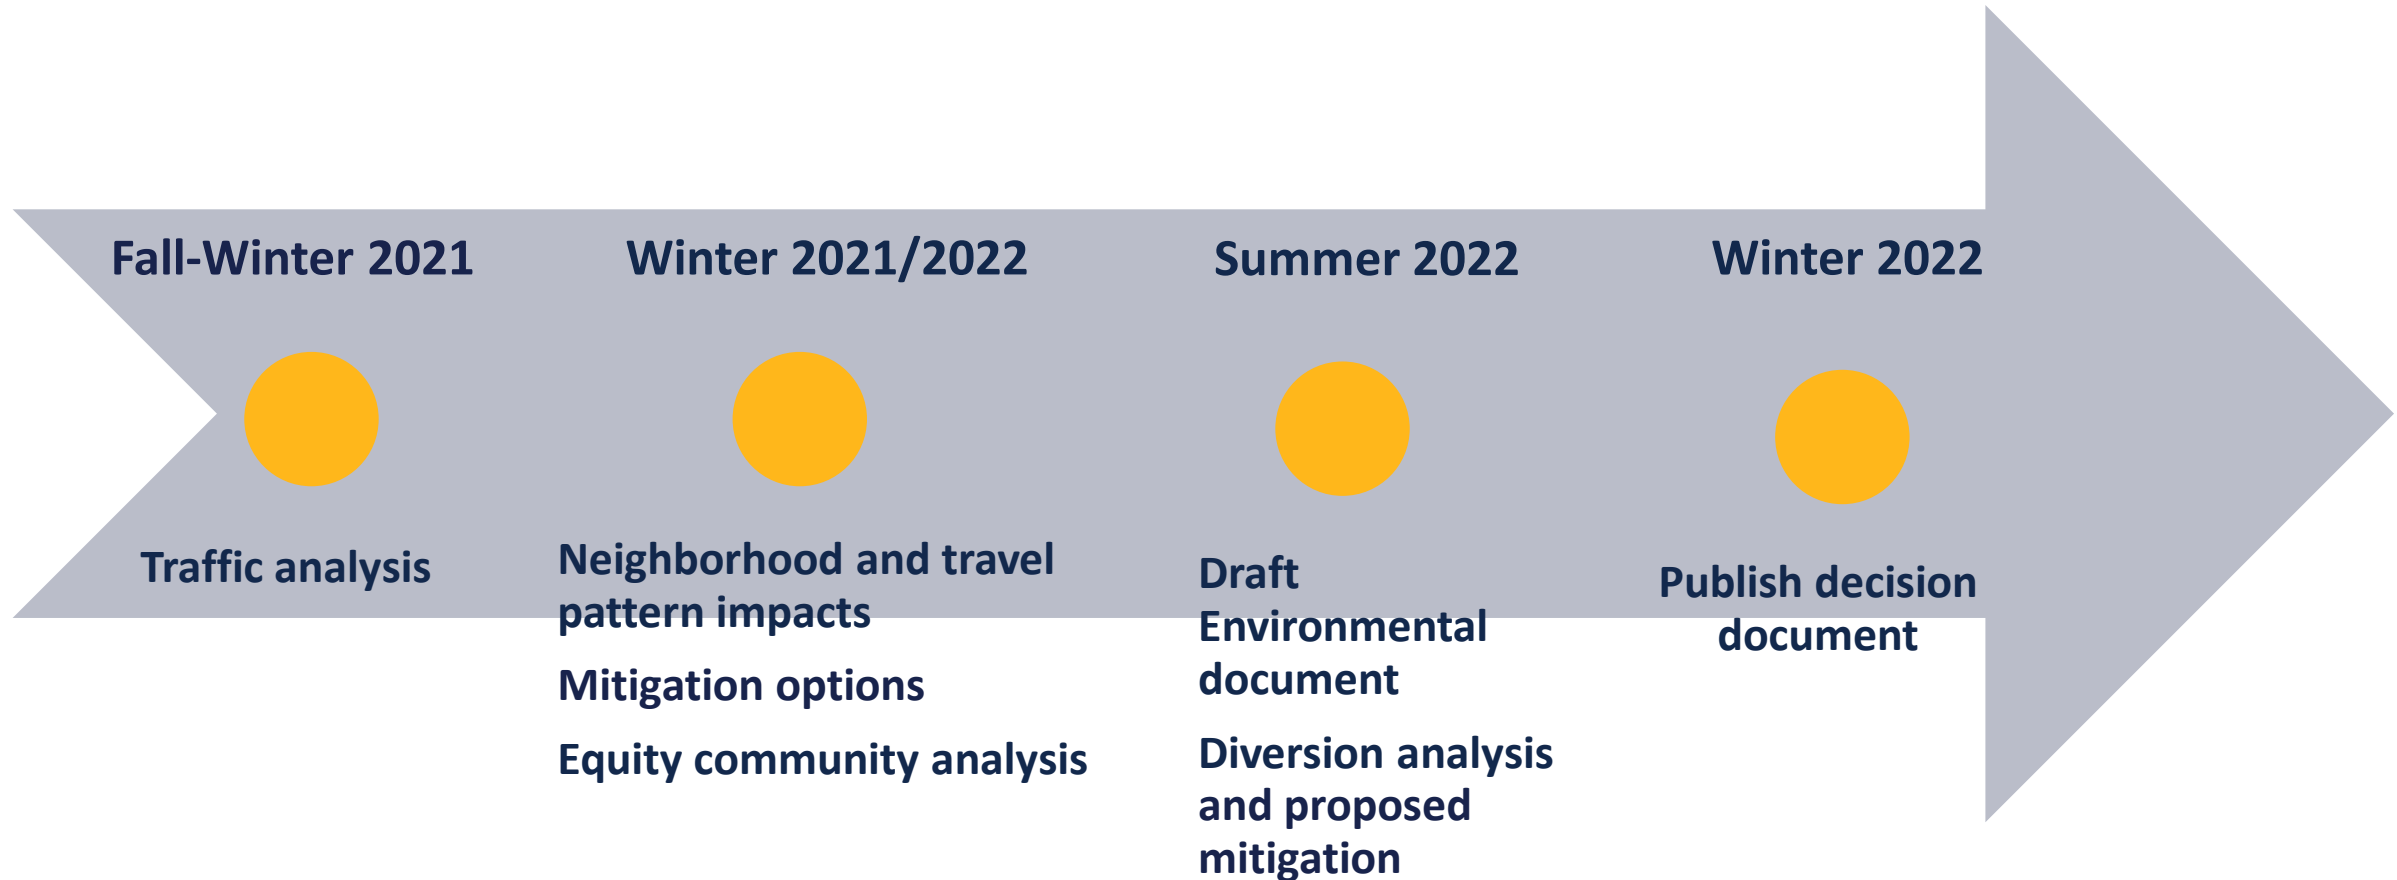 Fall-Winter 2021
Winter 2021/2022
Summer 2022
Winter 2022
Traffic analysis
Neighborhood and travel
pattern impacts
Mitigation options
Equity community analysis
Draft
Environmental
document
Diversion analysis
and proposed
mitigation
Publish decision
document